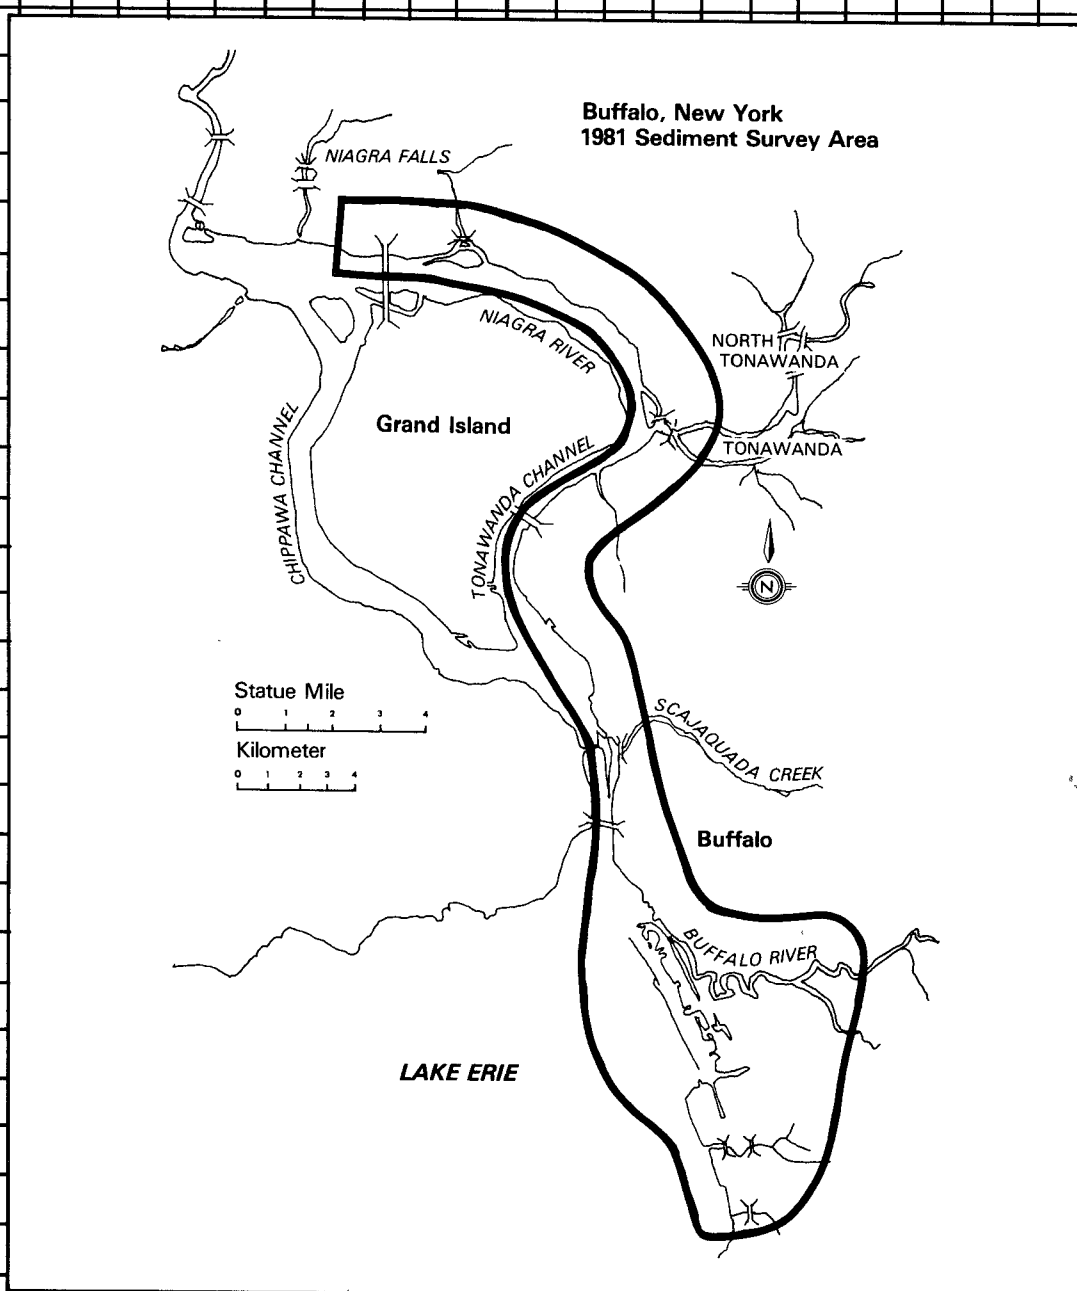 Buffalo, New York
1981 Sediment Survey Area
NIAGRA FALLS
NIAGRA RIVER
NORTH
TONAWANDA
Grand Island
TONAWANDA
CHIPPAWA CHANNEL
TONAWANDA CHANNEL
N
Statue Mile
0 1 2 3 4
Kilometer
0 1 2 3 4
SCAJAQUADA CREEK
Buffalo
BUFFALO RIVER
LAKE ERIE